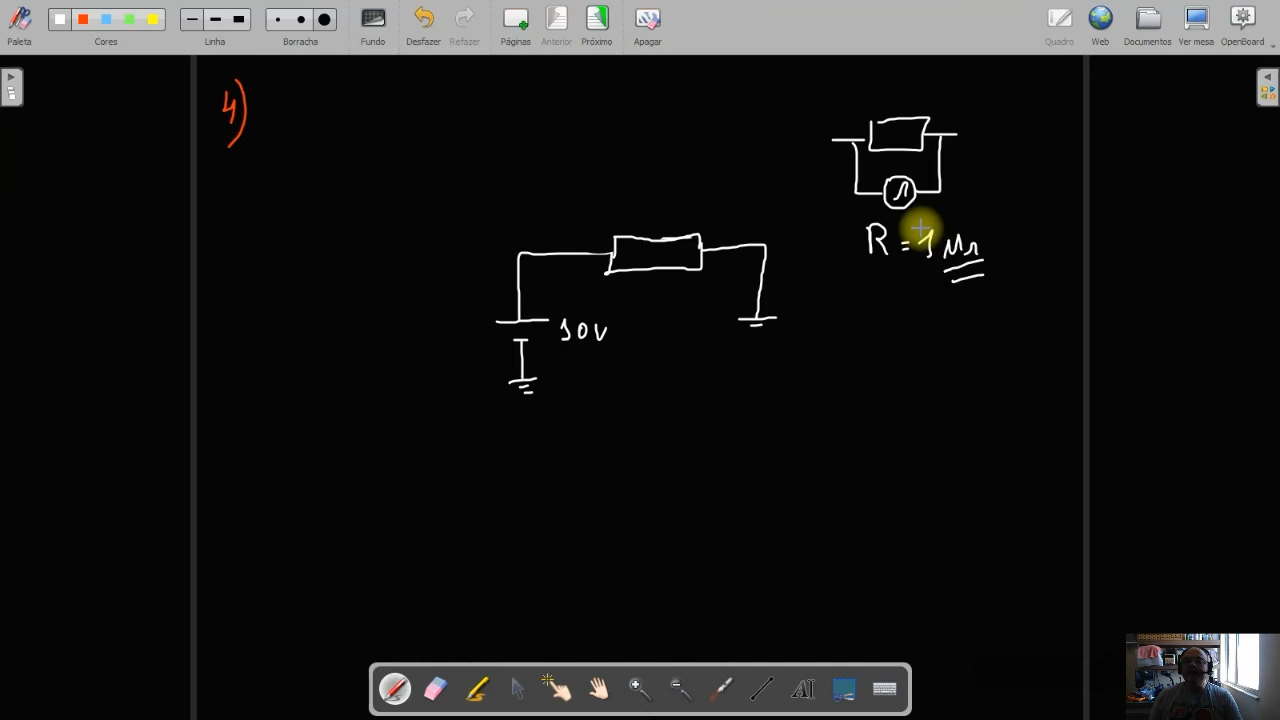 Paleta
Cores
Linha
Borracha
Fundo
Desfazer
Refazer
Páginas
Anterior
Próximo
Apagar
Quadro
Web
Documentos
Ver mesa
OpenBoard
4)
Ω
R = 1 MΩ
10V
AI